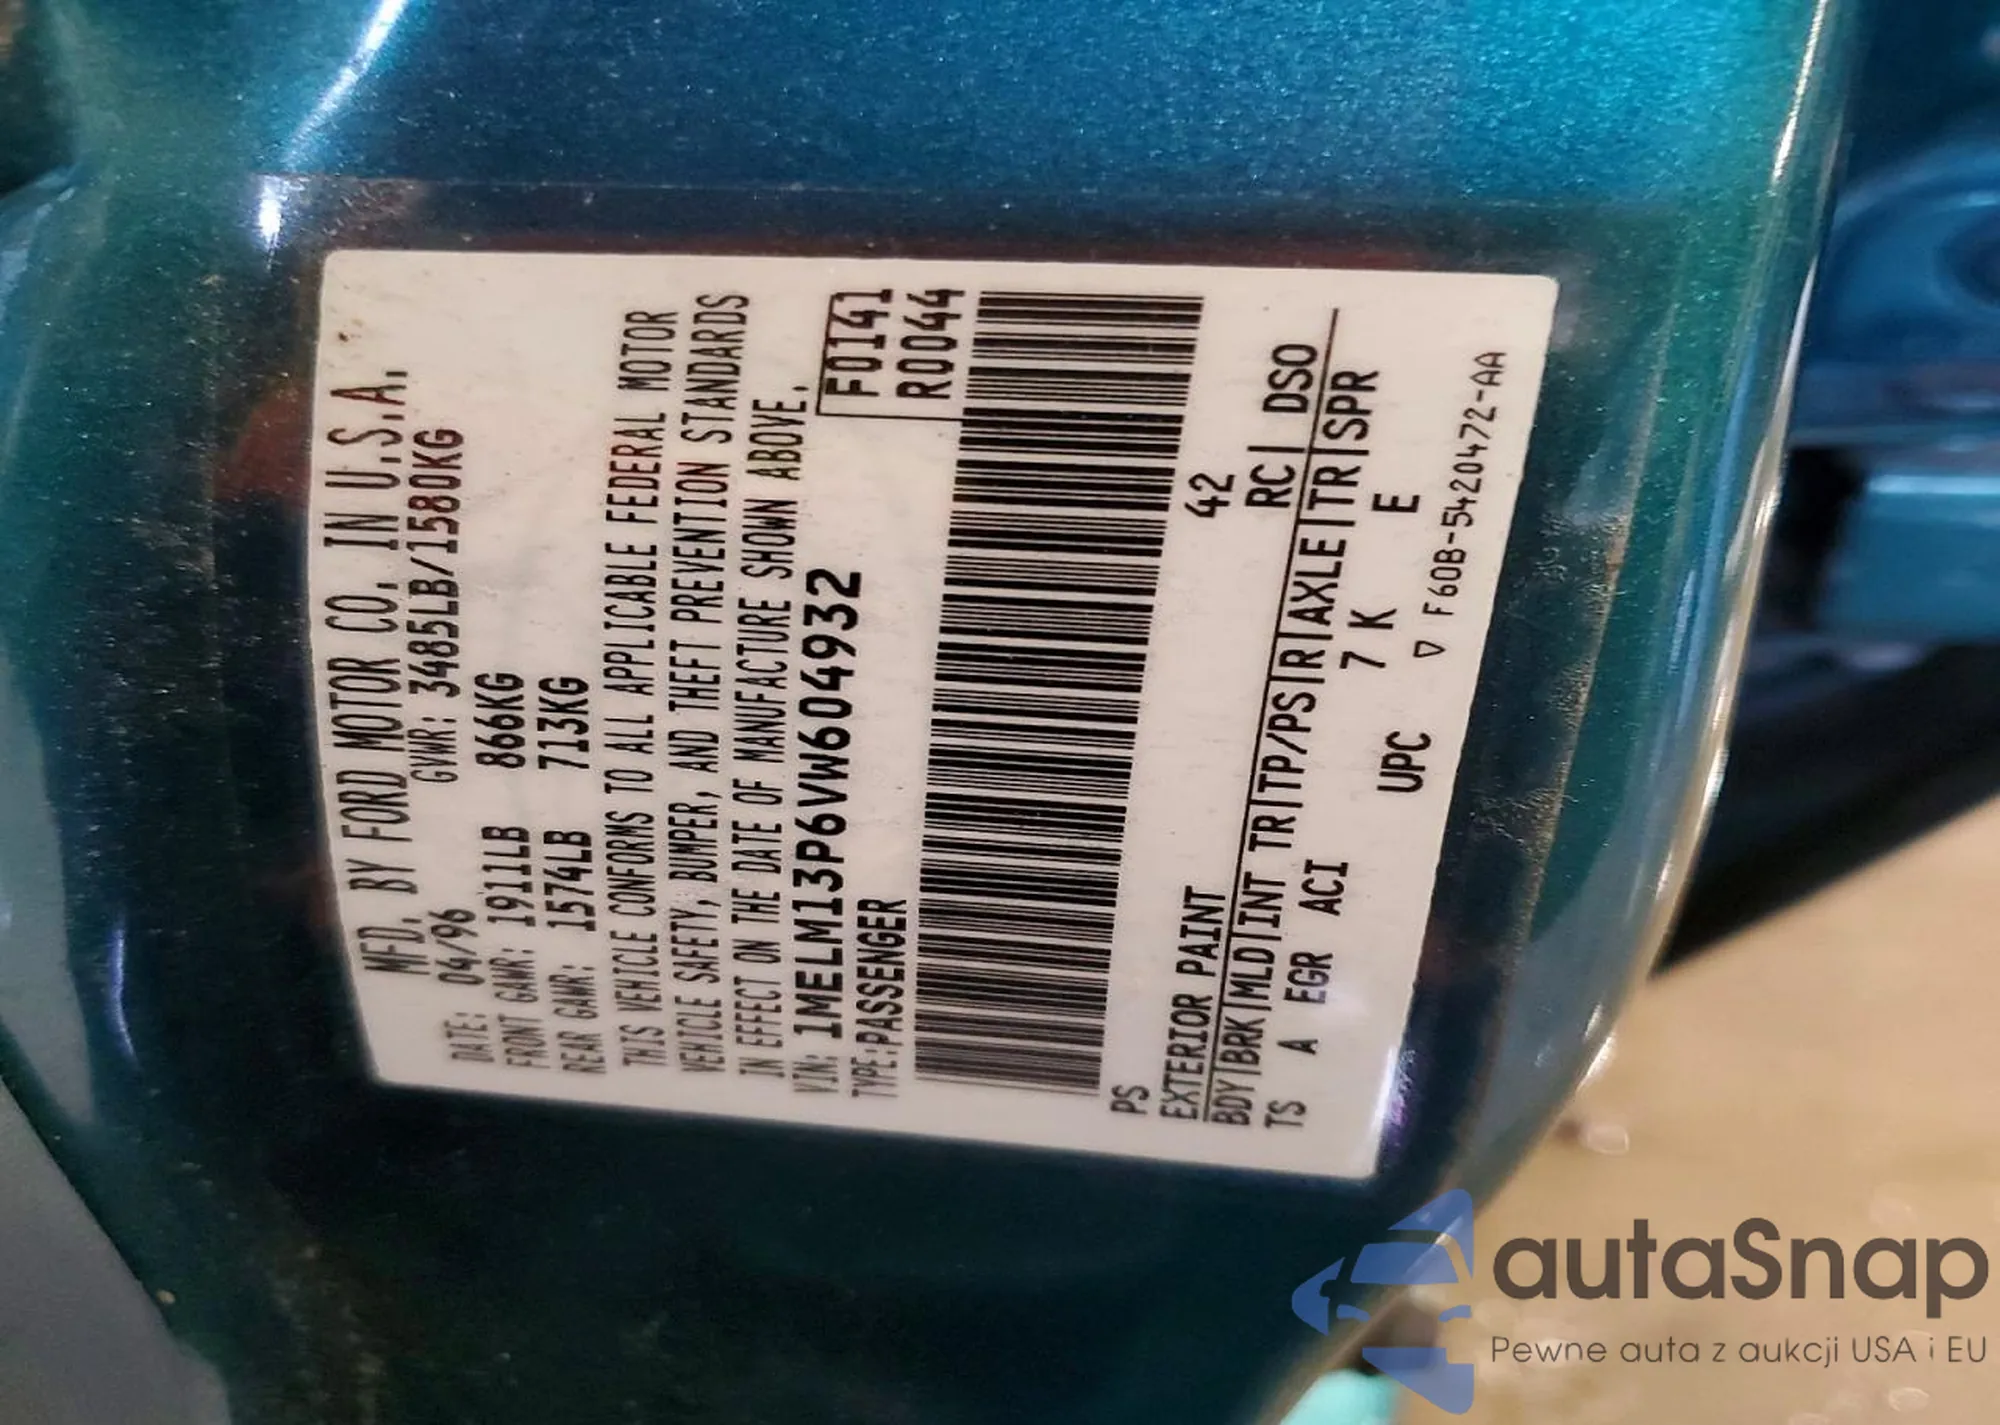 MFD. BY FORD MOTOR CO. IN U.S.A.
DATE: 04/96 GVWR: 3485LB/1580KG
FRONT GAWR: 1911LB 866KG
REAR GAWR: 1574LB 713KG
THIS VEHICLE CONFORMS TO ALL APPLICABLE FEDERAL MOTOR
VEHICLE SAFETY, BUMPER, AND THEFT PREVENTION STANDARDS
IN EFFECT ON THE DATE OF MANUFACTURE SHOWN ABOVE.
VIN: 1MELM13P6VW604932
TYPE:PASSENGER
F0141
R0044
PS 42
EXTERIOR PAINT RC| DSO
BDY|BRK|MLD|INT TR|TP/PS|R|AXLE|TR|SPR
TS A EGR ACI 7 K E
UPC
▽ F60B-5420472-AA
autaSnap
Pewne auta z aukcji USA i EU